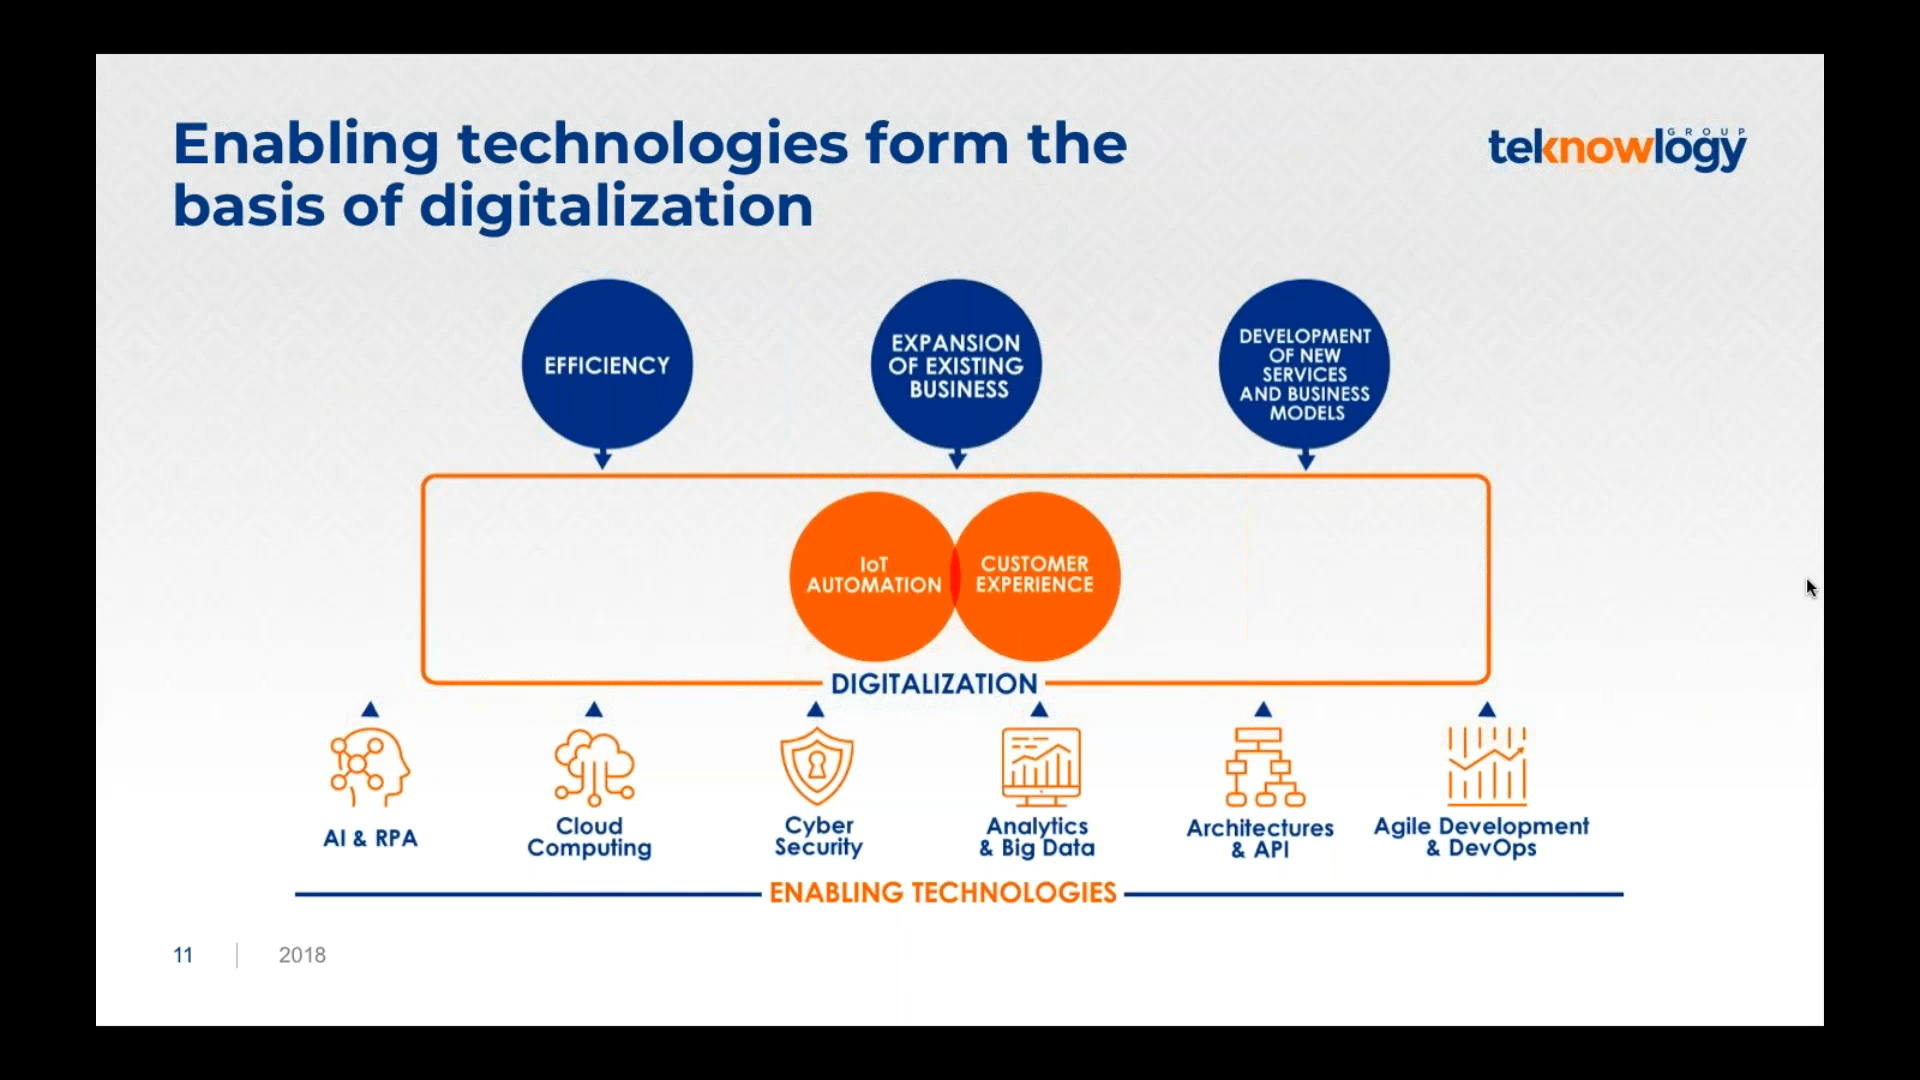 Enabling technologies form the
basis of digitalization
teknowlogy
GROUP
EFFICIENCY
EXPANSION
OF EXISTING
BUSINESS
DEVELOPMENT
OF NEW
SERVICES
AND BUSINESS
MODELS
IoT
AUTOMATION
CUSTOMER
EXPERIENCE
DIGITALIZATION
AI & RPA
Cloud
Computing
Cyber
Security
Analytics
& Big Data
Architectures
& API
Agile Development
& DevOps
ENABLING TECHNOLOGIES
11
2018